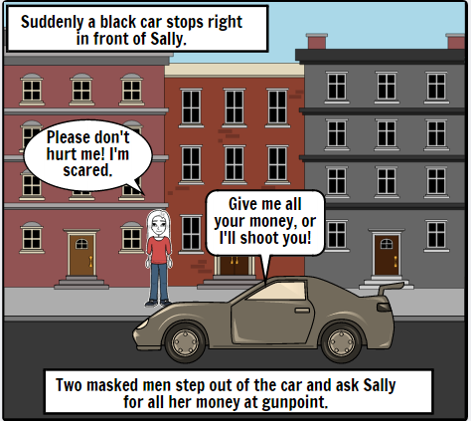 Suddenly a black car stops right
in front of Sally.
Please don't
hurt me! I'm
scared.
Give me all
your money, or
I'll shoot you!
Two masked men step out of the car and ask Sally
for all her money at gunpoint.